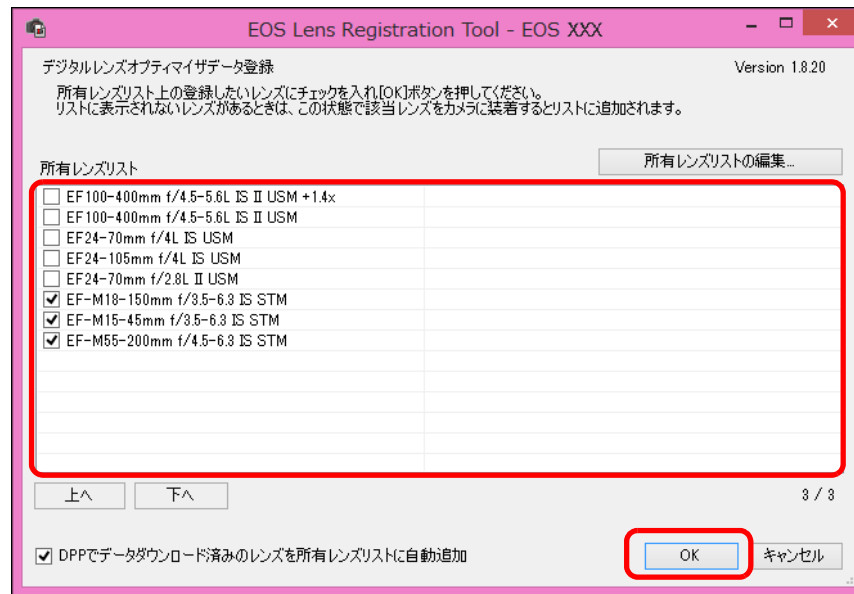 EOS Lens Registration Tool - EOS XXX
デジタルレンズオプティマイザデータ登録
Version 1.8.20
所有レンズリスト上の登録したいレンズにチェックを入れ[OK]ボタンを押してください。
リストに表示されないレンズがあるときは、この状態で該当レンズをカメラに装着するとリストに追加されます。
所有レンズリスト
所有レンズリストの編集...
EF100-400mm f/4.5-5.6L IS II USM +1.4x
EF100-400mm f/4.5-5.6L IS II USM
EF24-70mm f/4L IS USM
EF24-105mm f/4L IS USM
EF24-70mm f/2.8L II USM
EF-M18-150mm f/3.5-6.3 IS STM
EF-M15-45mm f/3.5-6.3 IS STM
EF-M55-200mm f/4.5-6.3 IS STM
上へ
下へ
3 / 3
DPPでデータダウンロード済みのレンズを所有レンズリストに自動追加
OK
キャンセル